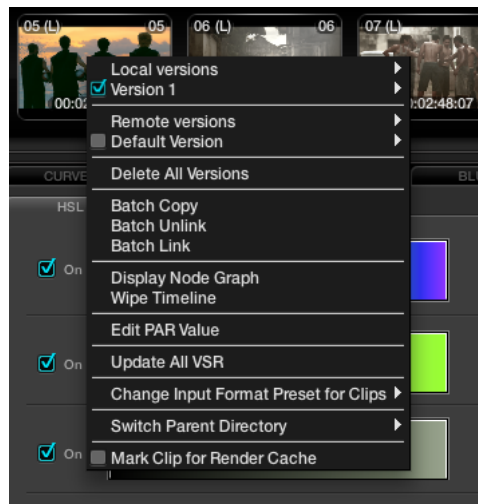 05 (L) 05 06 (L) 06 07 (L)
Local versions
Version 1
00:02 :02:48:07
Remote versions
Default Version
Delete All Versions
CURVE BL
Batch Copy
HSL
Batch Unlink
Batch Link
On
Display Node Graph
Wipe Timeline
Edit PAR Value
Update All VSR
On
Change Input Format Preset for Clips
Switch Parent Directory
On
Mark Clip for Render Cache